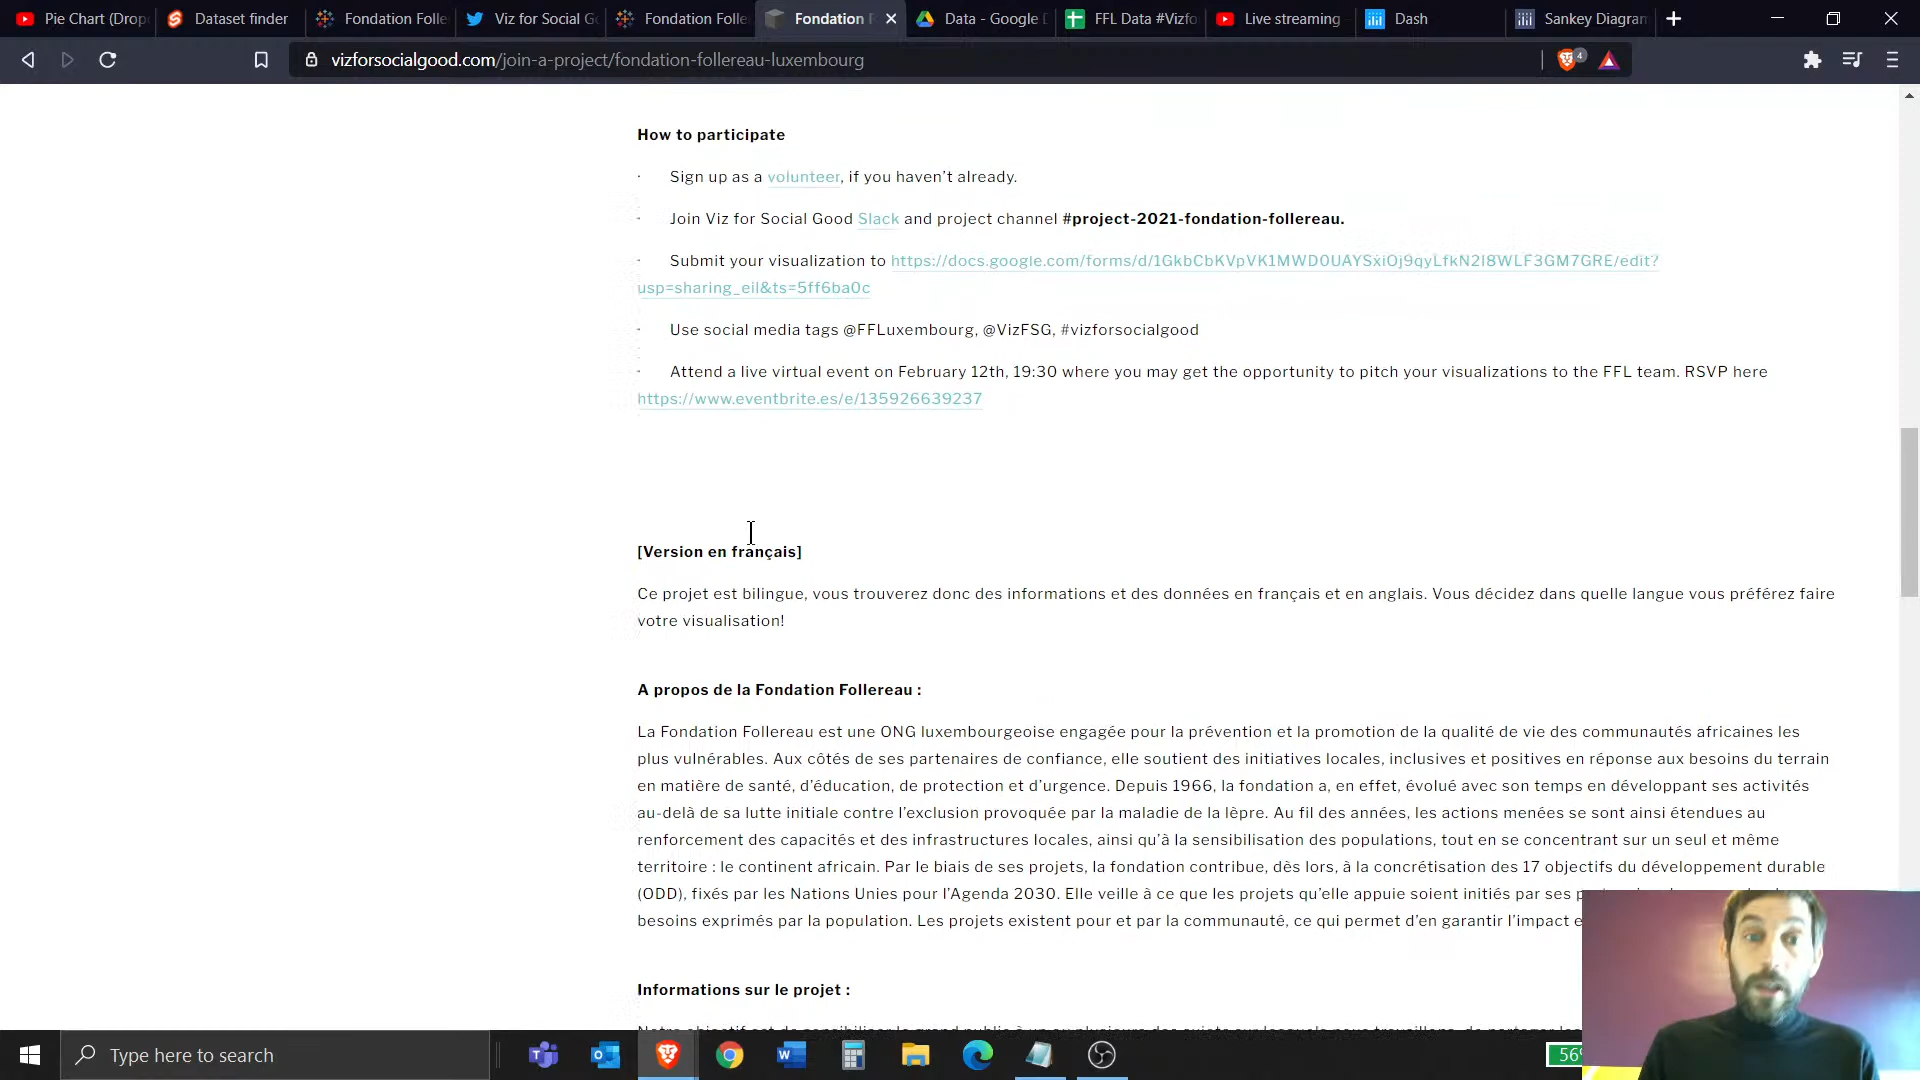 Pie Chart (Drop
Dataset finder
Fondation Folle
Viz for Social G
Fondation Folle
Fondation F
Data - Google D
FFL Data #Vizfo
Live streaming
Dash
Sankey Diagram
vizforsocialgood.com/join-a-project/fondation-follereau-luxembourg
4
How to participate
· Sign up as a volunteer, if you haven't already.
· Join Viz for Social Good Slack and project channel #project-2021-fondation-follereau.
· Submit your visualization to https://docs.google.com/forms/d/1GkbCbKVpVK1MWD0UAYSxiOj9qyLfkN2I8WLF3GM7GRE/edit?
usp=sharing_eil&ts=5ff6ba0c
· Use social media tags @FFLuxembourg, @VizFSG, #vizforsocialgood
· Attend a live virtual event on February 12th, 19:30 where you may get the opportunity to pitch your visualizations to the FFL team. RSVP here
https://www.eventbrite.es/e/135926639237
[Version en français]
Ce projet est bilingue, vous trouverez donc des informations et des données en français et en anglais. Vous décidez dans quelle langue vous préférez faire
votre visualisation!
A propos de la Fondation Follereau :
La Fondation Follereau est une ONG luxembourgeoise engagée pour la prévention et la promotion de la qualité de vie des communautés africaines les
plus vulnérables. Aux côtés de ses partenaires de confiance, elle soutient des initiatives locales, inclusives et positives en réponse aux besoins du terrain
en matière de santé, d'éducation, de protection et d'urgence. Depuis 1966, la fondation a, en effet, évolué avec son temps en développant ses activités
au-delà de sa lutte initiale contre l'exclusion provoquée par la maladie de la lèpre. Au fil des années, les actions menées se sont ainsi étendues au
renforcement des capacités et des infrastructures locales, ainsi qu'à la sensibilisation des populations, tout en se concentrant sur un seul et même
territoire : le continent africain. Par le biais de ses projets, la fondation contribue, dès lors, à la concrétisation des 17 objectifs du développement durable
(ODD), fixés par les Nations Unies pour l'Agenda 2030. Elle veille à ce que les projets qu'elle appuie soient initiés par ses
besoins exprimés par la population. Les projets existent pour et par la communauté, ce qui permet d'en garantir l'impact e
Informations sur le projet :
Type here to search
56